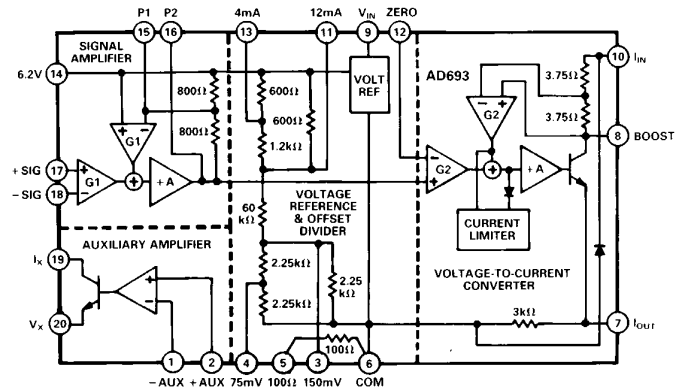 P1 P2 4mA 12mA VIN ZERO
15 16 13 11 9 12
SIGNAL
AMPLIFIER
6.2V 14
800Ω
800Ω
600Ω
600Ω
1.2kΩ
VOLT
REF
AD693
3.75Ω
3.75Ω
10 IIN
8 BOOST
− +
G2
+ −
G1
+SIG 17
−SIG 18
+
−
G1
+
+A
−
+
G2
+
+A
60
kΩ
VOLTAGE
REFERENCE
& OFFSET
DIVIDER
CURRENT
LIMITER
AUXILIARY AMPLIFIER
VOLTAGE-TO-CURRENT
CONVERTER
IX 19
VX 20
+
−
2.25kΩ
2.25kΩ
2.25
kΩ
3kΩ
7 IOUT
100Ω
1 2 4 5 3 6
−AUX +AUX 75mV 100Ω 150mV COM